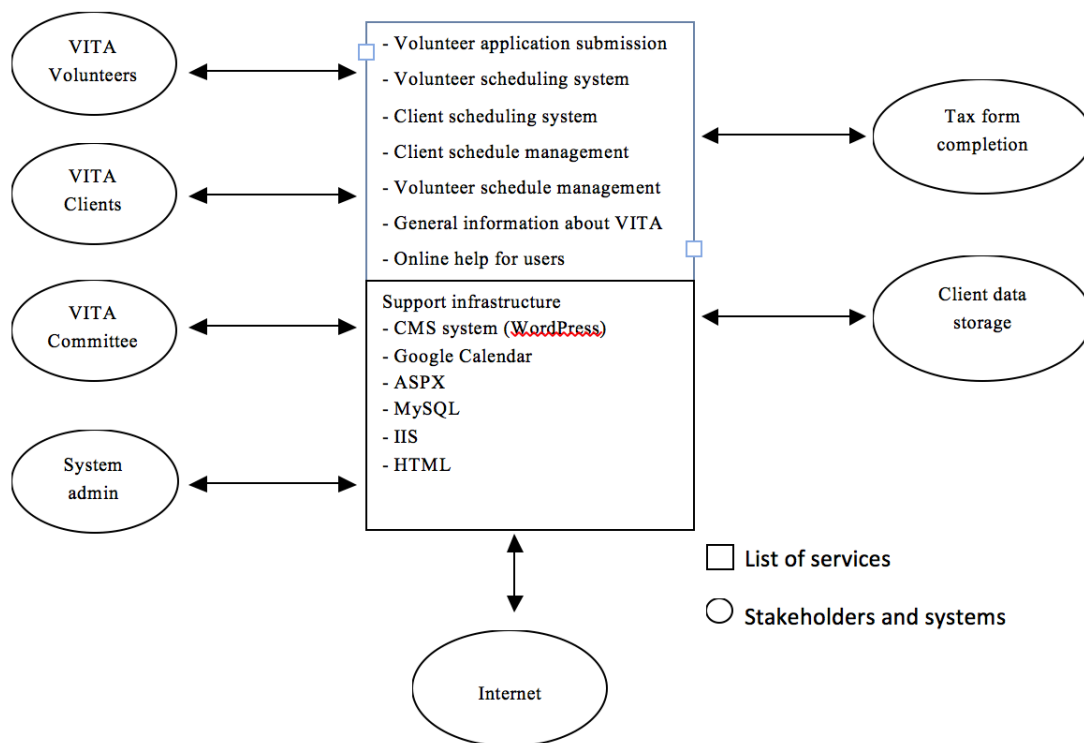 VITA
Volunteers
VITA
Clients
VITA
Committee
System
admin
- Volunteer application submission
- Volunteer scheduling system
- Client scheduling system
- Client schedule management
- Volunteer schedule management
- General information about VITA
- Online help for users
Support infrastructure
- CMS system (WordPress)
- Google Calendar
- ASPX
- MySQL
- IIS
- HTML
Tax form
completion
Client data
storage
List of services
Stakeholders and systems
Internet